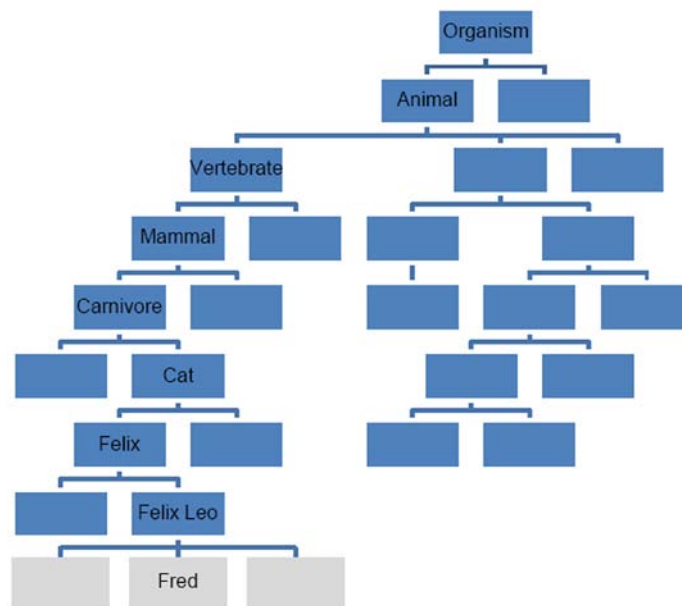 Organism
Animal
Vertebrate
Mammal
Carnivore
Cat
Felix
Felix Leo
Fred